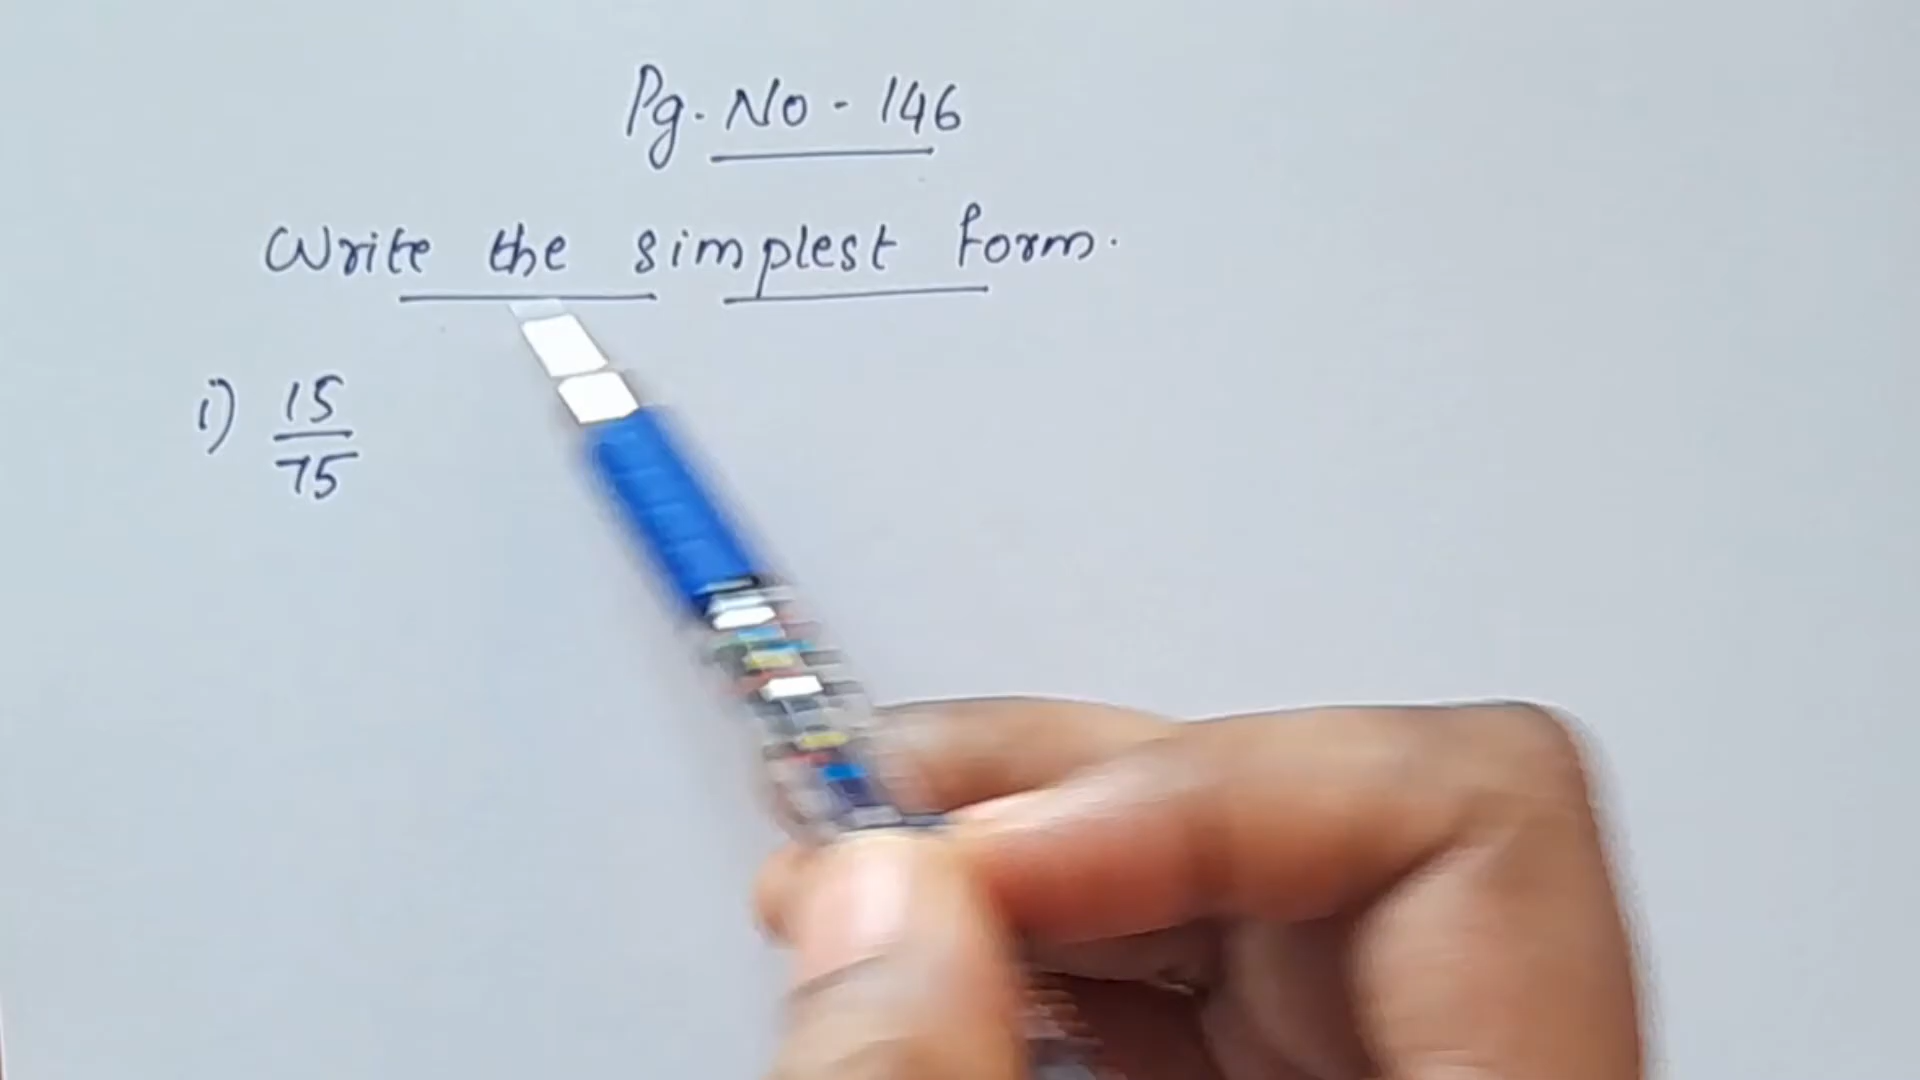 Pg. No - 146
Write the simplest form.
i) 15/75